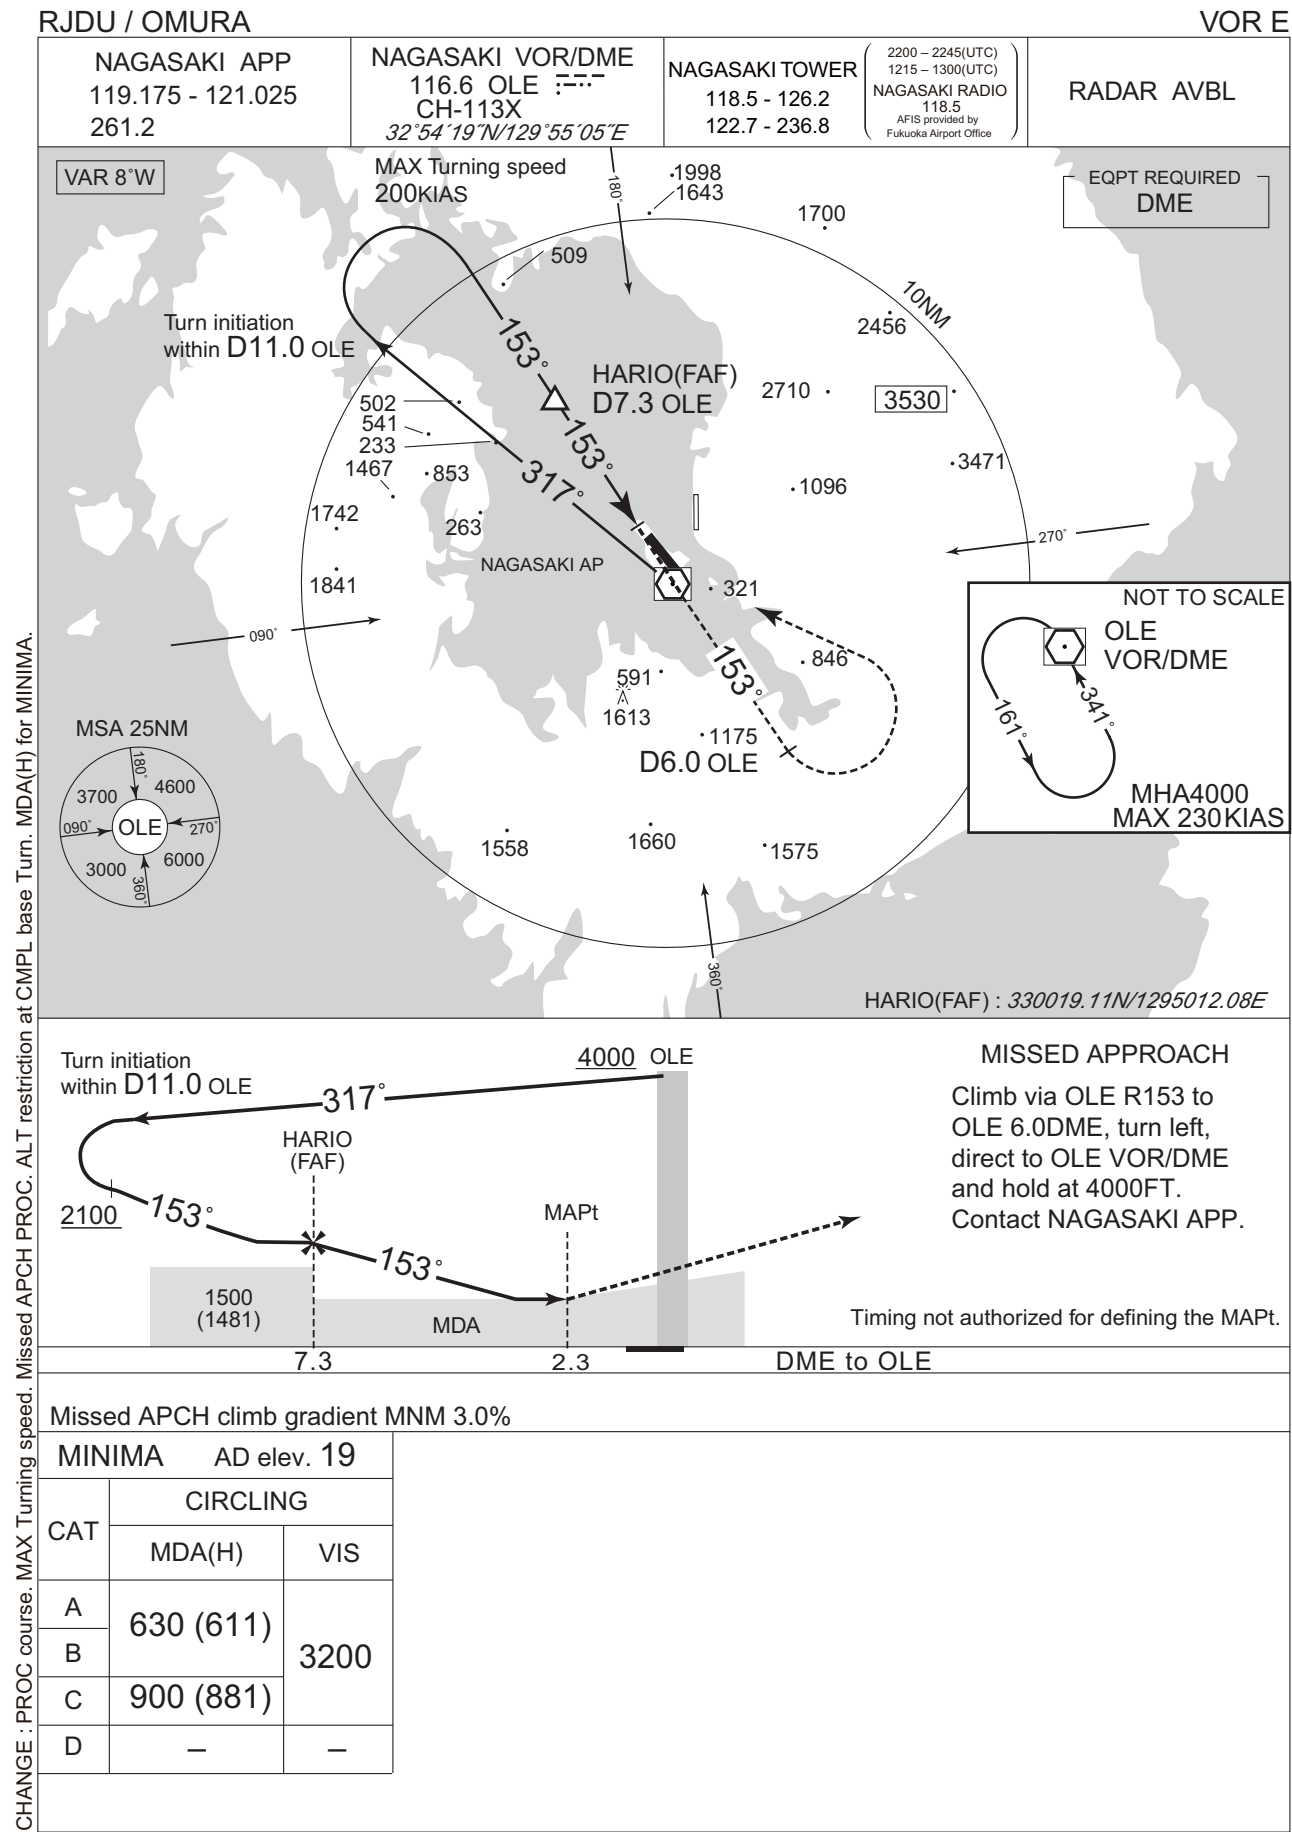 RJDU / OMURA
VOR E
NAGASAKI APP
119.175 - 121.025
261.2
NAGASAKI VOR/DME
116.6 OLE
CH-113X
32°54´19˝N/129°55´05˝E
NAGASAKI TOWER
118.5 - 126.2
122.7 - 236.8
2200 – 2245(UTC)
1215 – 1300(UTC)
NAGASAKI RADIO
118.5
AFIS provided by
Fukuoka Airport Office
RADAR AVBL
VAR 8°W
MAX Turning speed
200KIAS
180°
1998
1643
1700
EQPT REQUIRED
DME
509
10NM
2456
Turn initiation
within D11.0 OLE
153°
HARIO(FAF)
D7.3 OLE
2710
3530
502
541
233
1467
853
153°
3471
317°
1096
1742
263
270°
NAGASAKI AP
1841
321
090°
NOT TO SCALE
OLE
VOR/DME
161°
341°
MHA4000
MAX 230KIAS
153°
846
591
1613
1175
D6.0 OLE
MSA 25NM
180°
3700
4600
090°
OLE
270°
3000
6000
360°
1558
1660
1575
360°
HARIO(FAF) : 330019.11N/1295012.08E
Turn initiation
within D11.0 OLE
4000 OLE
317°
HARIO
(FAF)
2100
153°
MAPt
153°
1500
(1481)
MDA
MISSED APPROACH
Climb via OLE R153 to
OLE 6.0DME, turn left,
direct to OLE VOR/DME
and hold at 4000FT.
Contact NAGASAKI APP.
Timing not authorized for defining the MAPt.
7.3
2.3
DME to OLE
Missed APCH climb gradient MNM 3.0%
MINIMA AD elev. 19
CAT
CIRCLING
MDA(H)
VIS
A
B
630 (611)
3200
C
900 (881)
D
–
–
CHANGE : PROC course. MAX Turning speed. Missed APCH PROC. ALT restriction at CMPL base Turn. MDA(H) for MINIMA.